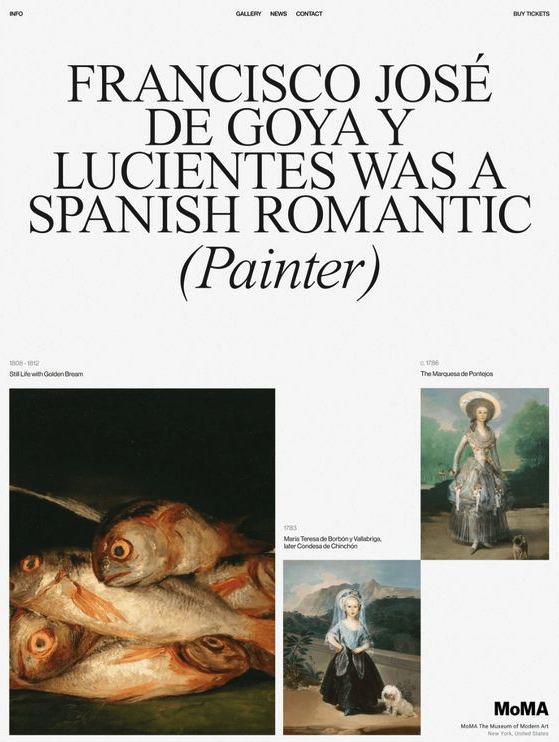 INFO
GALLERY NEWS CONTACT
BUY TICKETS
FRANCISCO JOSÉ
DE GOYA Y
LUCIENTES WAS A
SPANISH ROMANTIC
(Painter)
1808 - 1812
Still Life with Golden Bream
c. 1786
The Marquesa de Pontejos
1783
María Teresa de Borbón y Vallabriga,
later Condesa de Chinchón
MoMA
MoMA The Museum of Modern Art
New York, United States